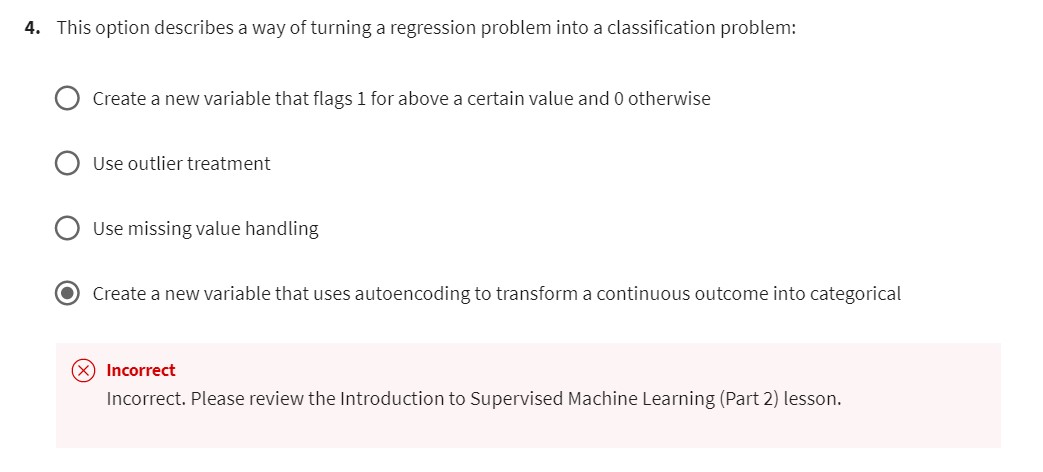 4. This option describes a way of turning a regression problem into a classification problem:
Create a new variable that flags 1 for above a certain value and 0 otherwise
Use outlier treatment
Use missing value handling
Create a new variable that uses autoencoding to transform a continuous outcome into categorical
Incorrect
Incorrect. Please review the Introduction to Supervised Machine Learning (Part 2) lesson.